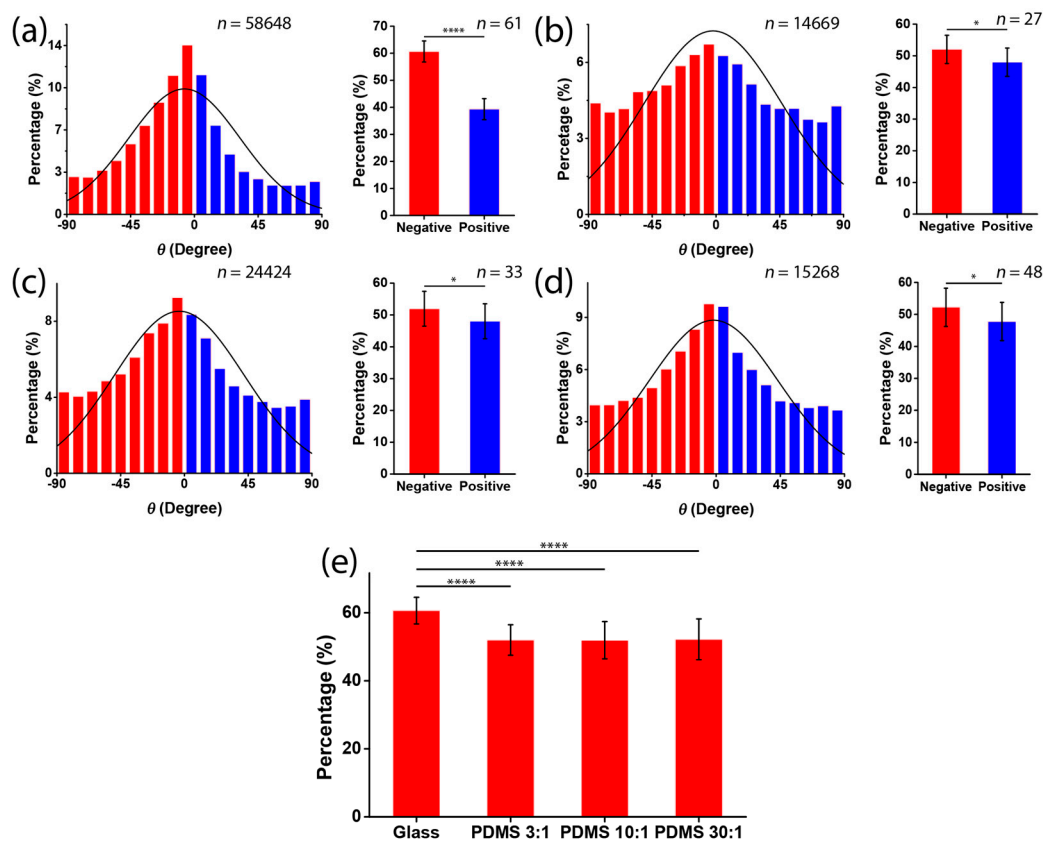 (a)
n = 58648
Percentage (%)
14
10
7
3
0
-90 -45 0 45 90
θ (Degree)
n = 61
****
Percentage (%)
70
60
50
40
30
20
10
0
Negative Positive
(b)
n = 14669
Percentage (%)
6
3
0
-90 -45 0 45 90
θ (Degree)
n = 27
*
Percentage (%)
60
50
40
30
20
10
0
Negative Positive
(c)
n = 24424
Percentage (%)
8
4
0
-90 -45 0 45 90
θ (Degree)
n = 33
*
Percentage (%)
60
50
40
30
20
10
0
Negative Positive
(d)
n = 15268
Percentage (%)
9
6
3
0
-90 -45 0 45 90
θ (Degree)
n = 48
*
Percentage (%)
60
50
40
30
20
10
0
Negative Positive
(e)
****
****
****
Percentage (%)
60
40
20
0
Glass PDMS 3:1 PDMS 10:1 PDMS 30:1